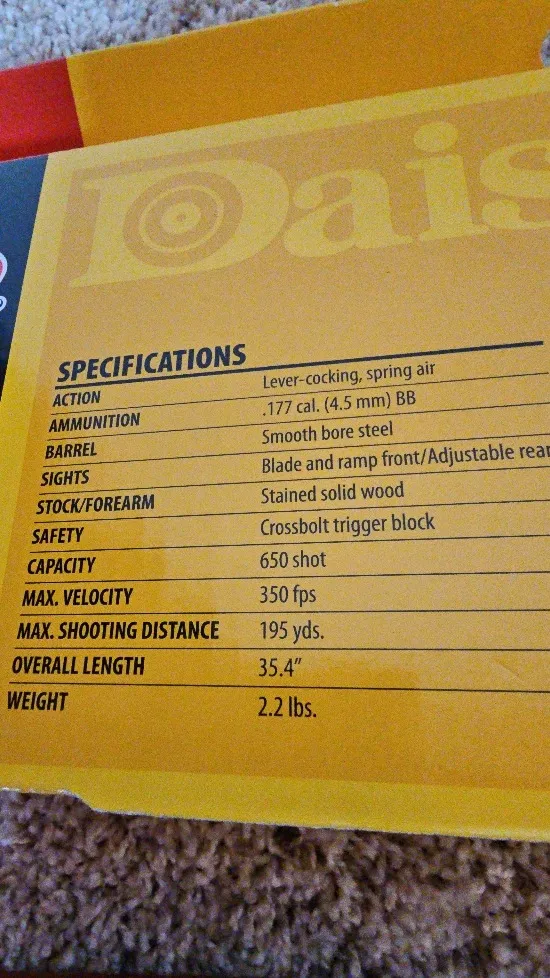 Dais
SPECIFICATIONS
ACTION Lever-cocking, spring air
AMMUNITION .177 cal. (4.5 mm) BB
BARREL Smooth bore steel
SIGHTS Blade and ramp front/Adjustable rear
STOCK/FOREARM Stained solid wood
SAFETY Crossbolt trigger block
CAPACITY 650 shot
MAX. VELOCITY 350 fps
MAX. SHOOTING DISTANCE 195 yds.
OVERALL LENGTH 35.4"
WEIGHT 2.2 lbs.